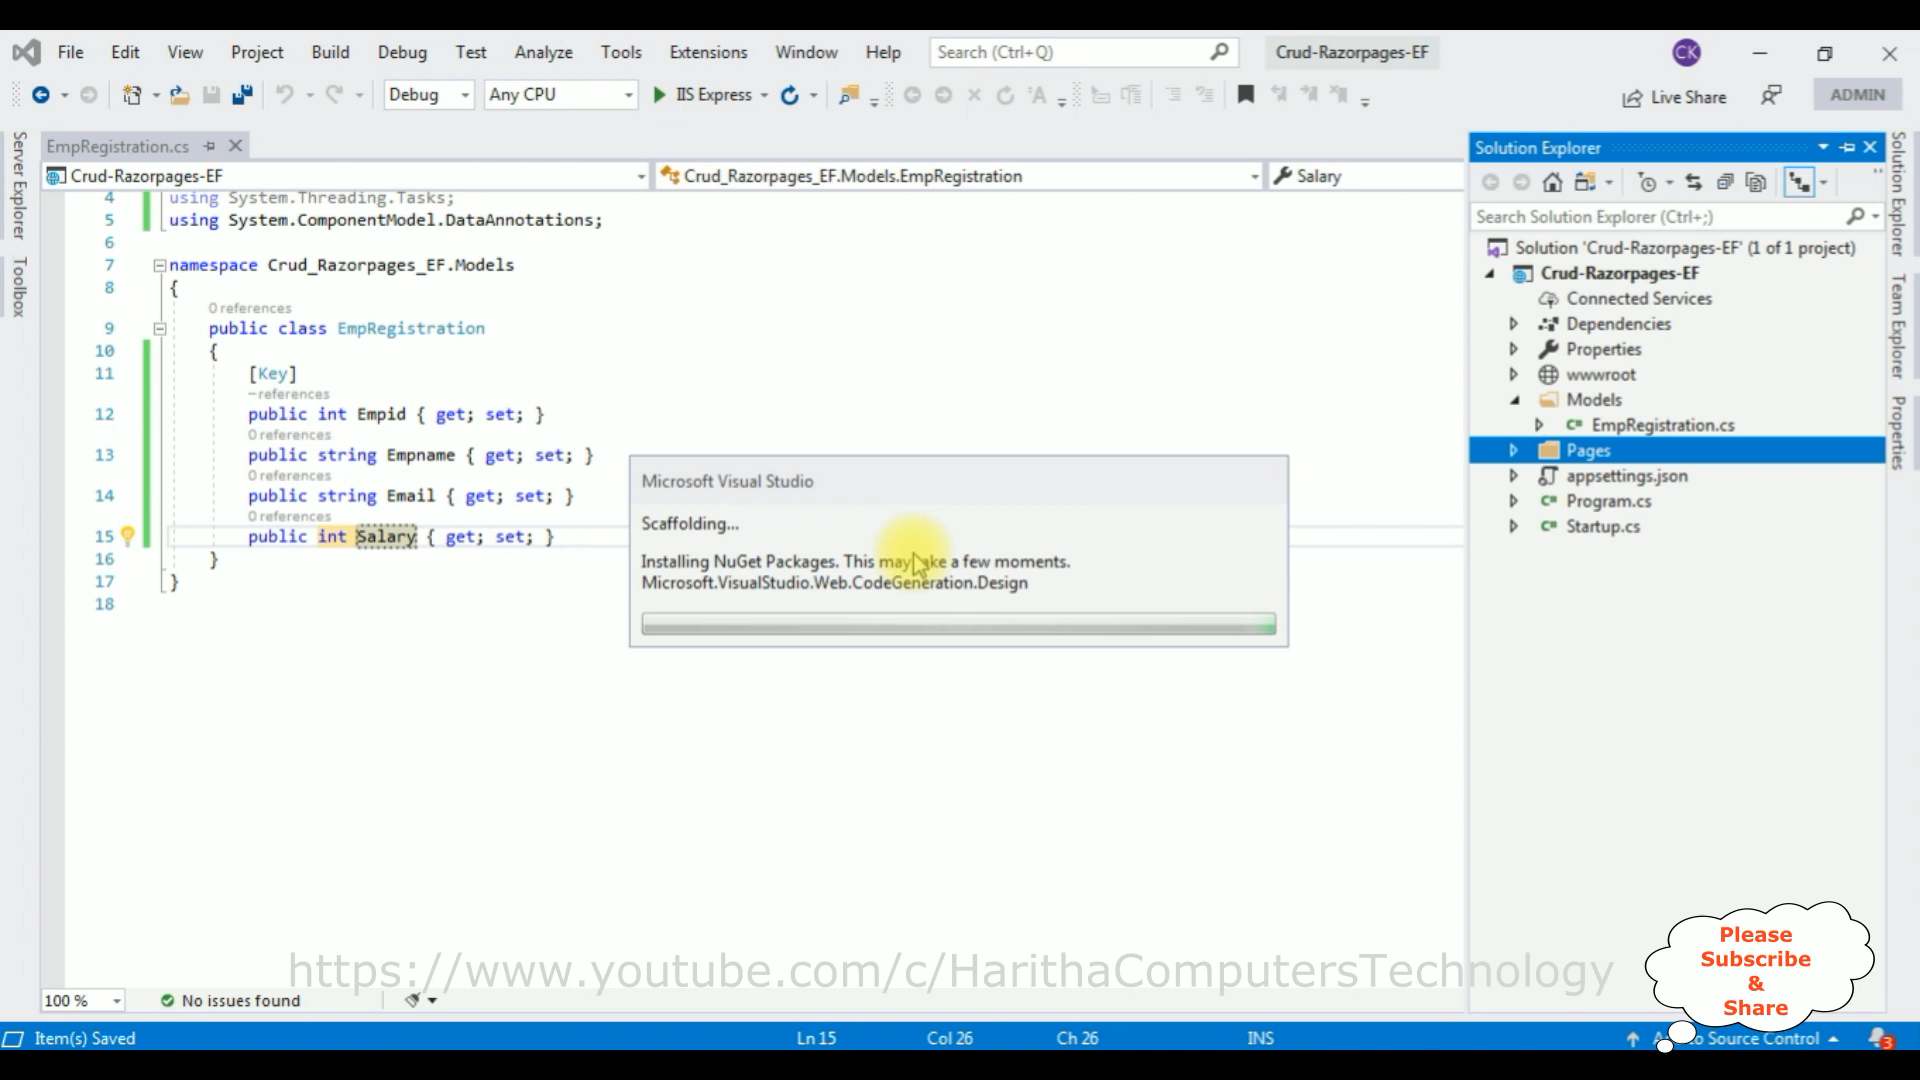 File Edit View Project Build Debug Test Analyze Tools Extensions Window Help Search (Ctrl+Q) Crud-Razorpages-EF CK
Debug Any CPU IIS Express Live Share ADMIN
Server Explorer
Toolbox
EmpRegistration.cs
Crud-Razorpages-EF Crud_Razorpages_EF.Models.EmpRegistration Salary
4 using System.Threading.Tasks;
5 using System.ComponentModel.DataAnnotations;
6
7 namespace Crud_Razorpages_EF.Models
8 {
0 references
9 public class EmpRegistration
10 {
11 [Key]
– references
12 public int Empid { get; set; }
0 references
13 public string Empname { get; set; }
0 references
14 public string Email { get; set; }
0 references
15 public int Salary { get; set; }
16 }
17 }
18
Microsoft Visual Studio
Scaffolding...
Installing NuGet Packages. This may a few moments.
Microsoft.VisualStudio.Web.CodeGeneration.Design
Solution Explorer
Search Solution Explorer (Ctrl+;)
Solution 'Crud-Razorpages-EF' (1 of 1 project)
Crud-Razorpages-EF
Connected Services
Dependencies
Properties
wwwroot
Models
C# EmpRegistration.cs
Pages
appsettings.json
C# Program.cs
C# Startup.cs
Solution Explorer
Team Explorer
Properties
https://www.youtube.com/c/HarithaComputersTechnology
Please
Subscribe
&
Share
100 % No issues found
Item(s) Saved Ln 15 Col 26 Ch 26 INS to Source Control 3